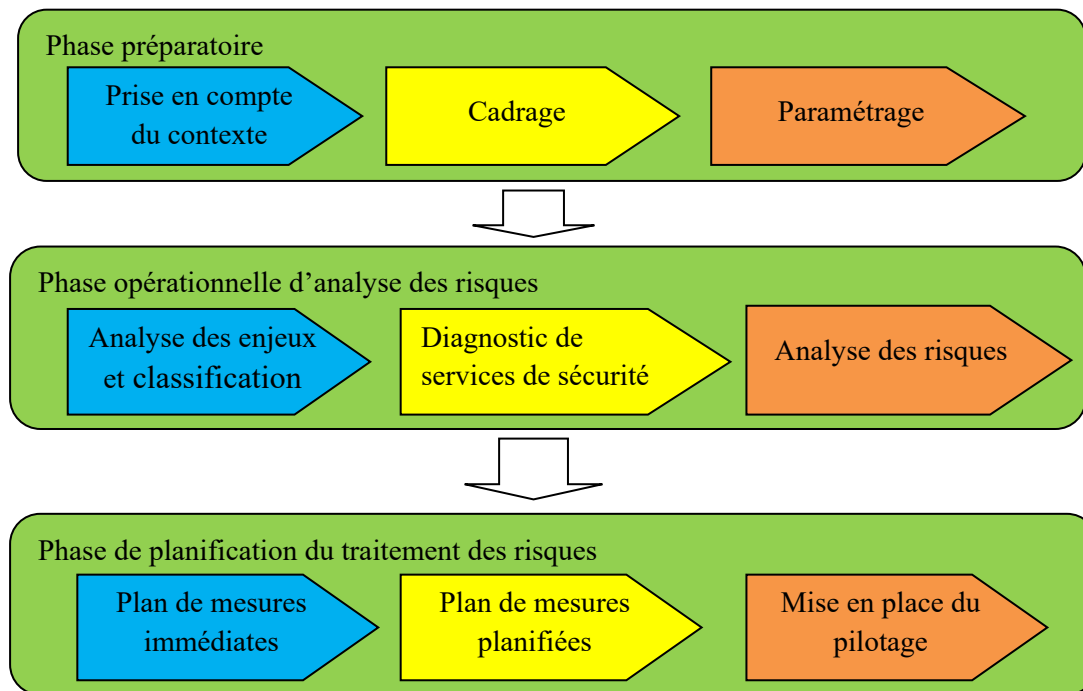 Phase préparatoire
Prise en compte
du contexte
Cadrage
Paramétrage
Phase opérationnelle d’analyse des risques
Analyse des enjeux
et classification
Diagnostic de
services de sécurité
Analyse des risques
Phase de planification du traitement des risques
Plan de mesures
immédiates
Plan de mesures
planifiées
Mise en place du
pilotage